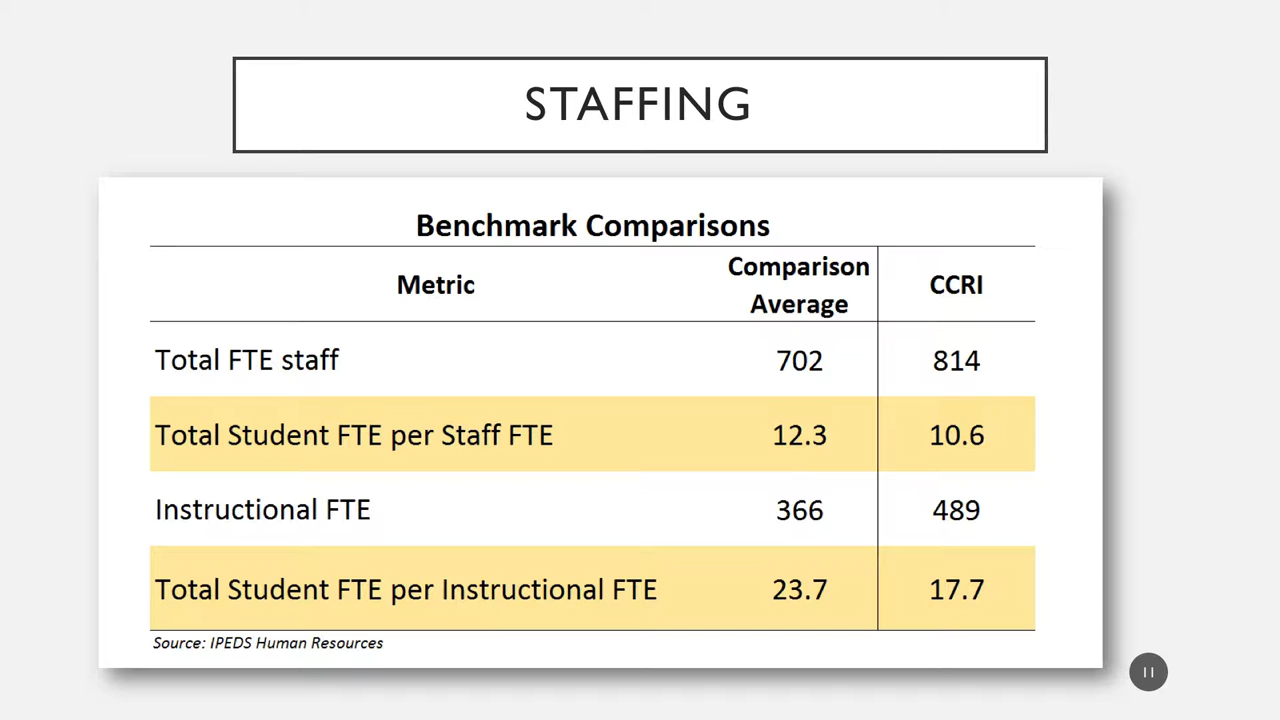 STAFFING
Benchmark Comparisons
Metric Comparison Average CCRI
Total FTE staff 702 814
Total Student FTE per Staff FTE 12.3 10.6
Instructional FTE 366 489
Total Student FTE per Instructional FTE 23.7 17.7
Source: IPEDS Human Resources
11